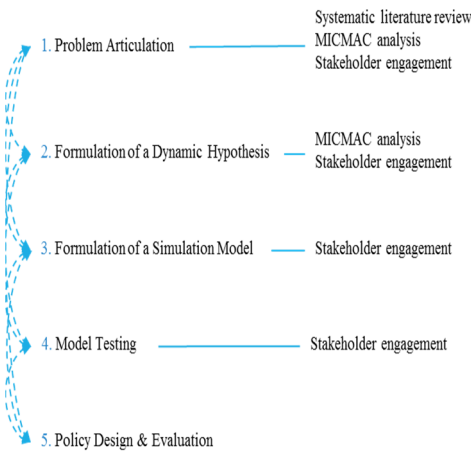 Systematic literature review
1. Problem Articulation
MICMAC analysis
Stakeholder engagement
2. Formulation of a Dynamic Hypothesis
MICMAC analysis
Stakeholder engagement
3. Formulation of a Simulation Model
Stakeholder engagement
4. Model Testing
Stakeholder engagement
5. Policy Design & Evaluation